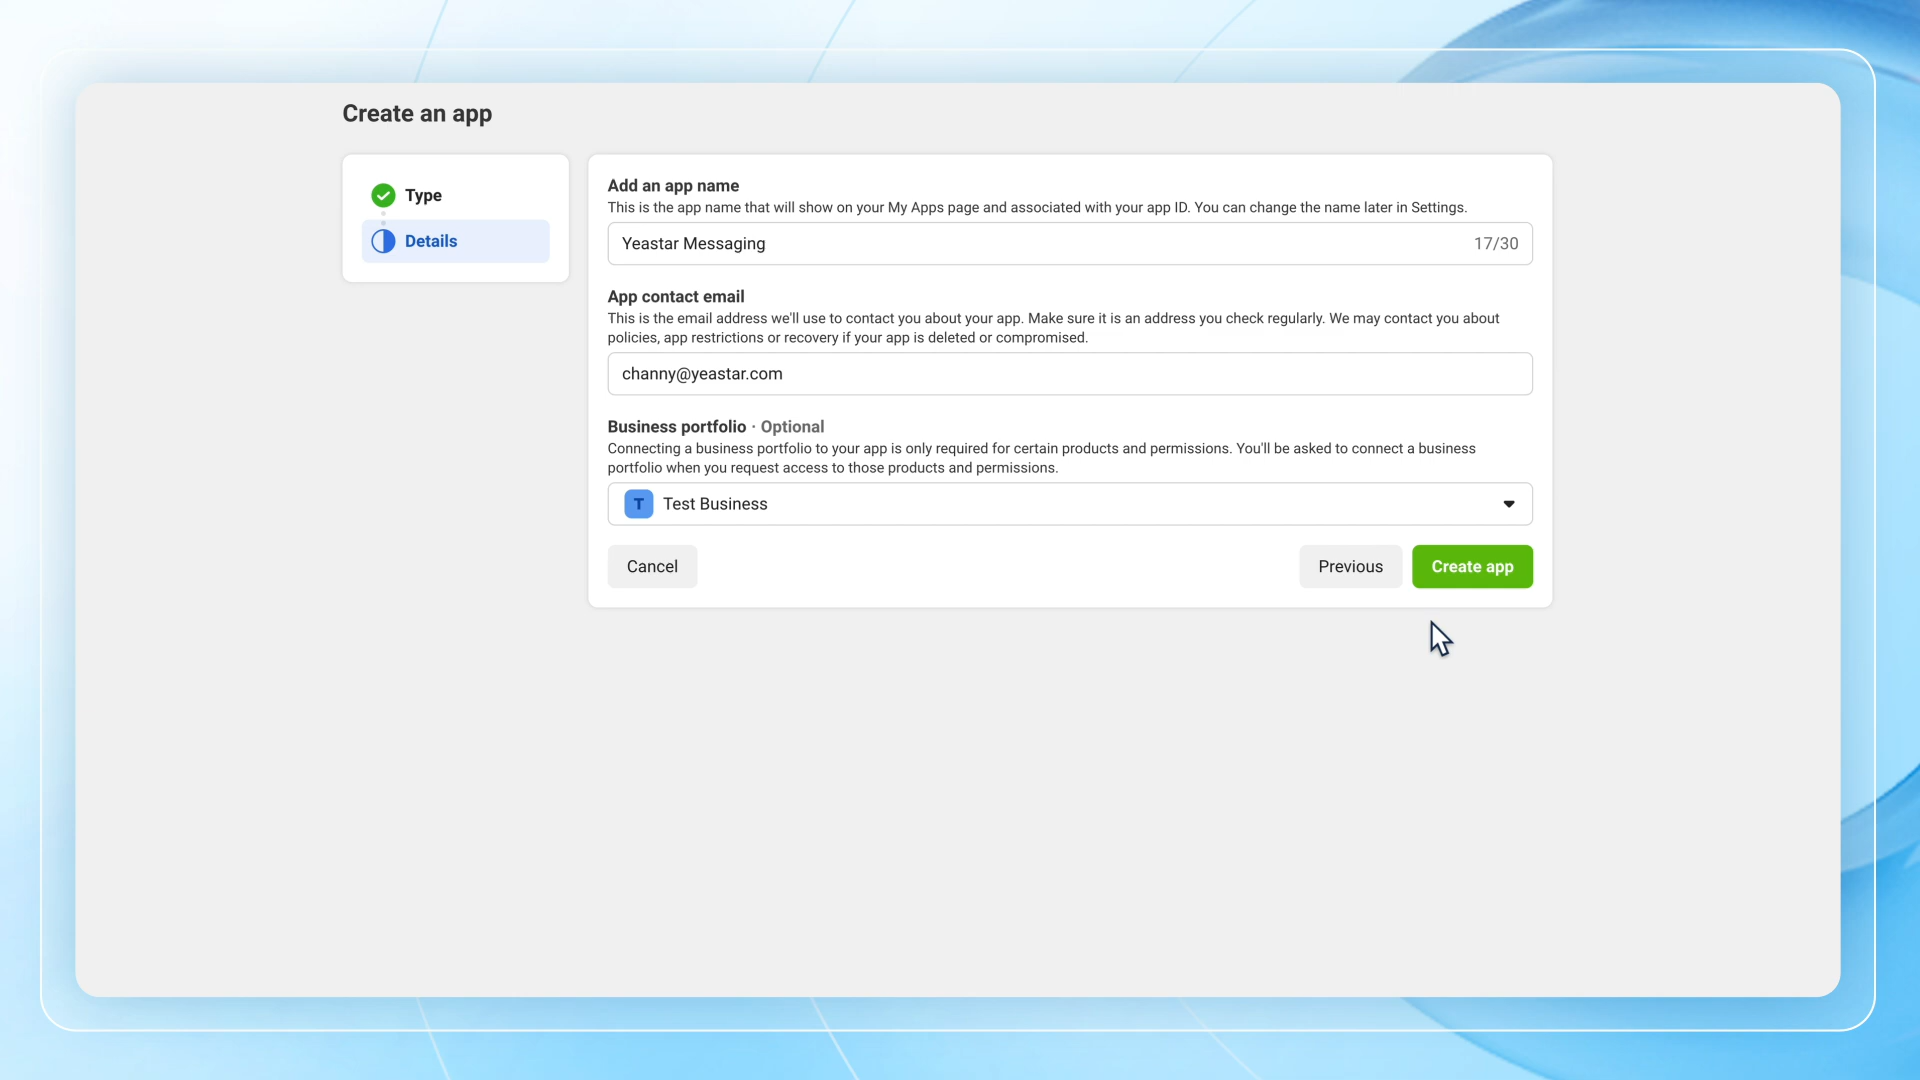 Create an app
Type
Details
Add an app name
This is the app name that will show on your My Apps page and associated with your app ID. You can change the name later in Settings.
Yeastar Messaging 17/30
App contact email
This is the email address we'll use to contact you about your app. Make sure it is an address you check regularly. We may contact you about
policies, app restrictions or recovery if your app is deleted or compromised.
channy@yeastar.com
Business portfolio · Optional
Connecting a business portfolio to your app is only required for certain products and permissions. You'll be asked to connect a business
portfolio when you request access to those products and permissions.
T Test Business
Cancel Previous Create app